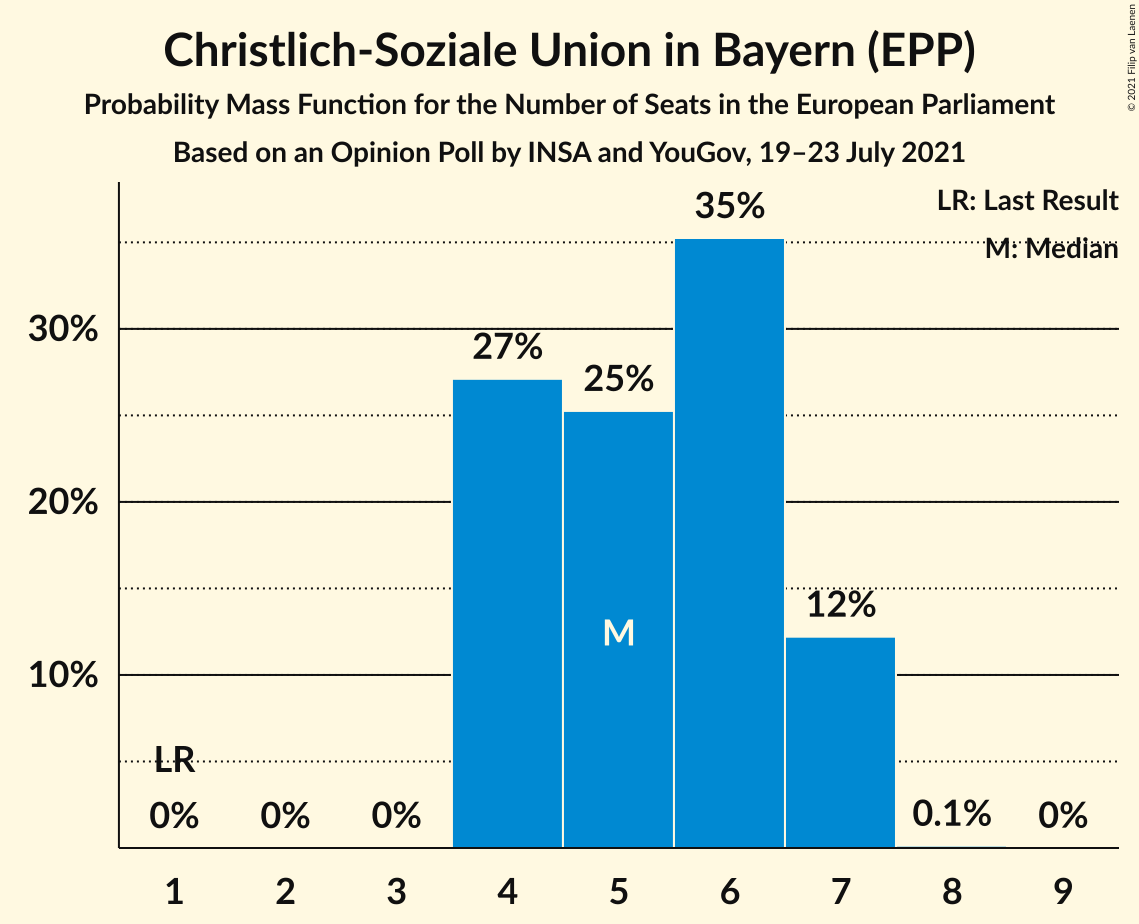 Christlich-Soziale Union in Bayern (EPP)
Probability Mass Function for the Number of Seats in the European Parliament
Based on an Opinion Poll by INSA and YouGov, 19–23 July 2021
© 2021 Filip van Laenen
LR: Last Result
M: Median
35%
30%
27%
25%
20%
12%
M
10%
LR
0%
0%
0%
0.1%
0%
1 2 3 4 5 6 7 8 9